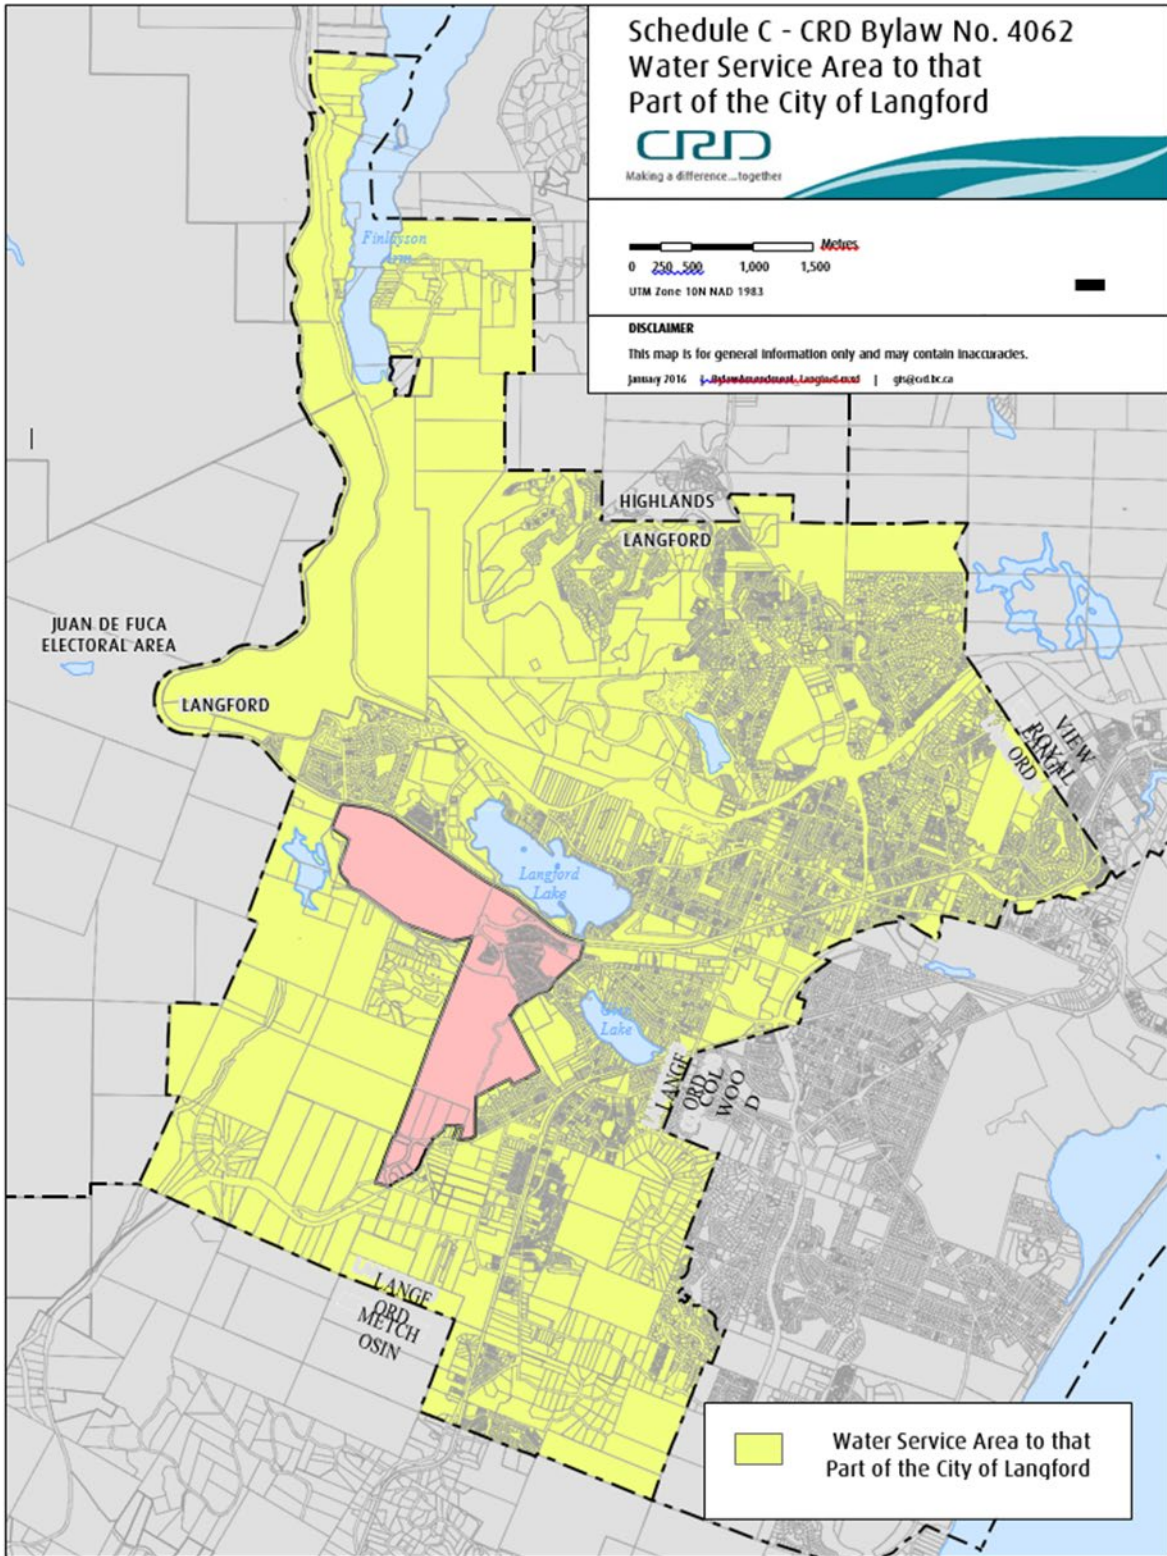 Schedule C - CRD Bylaw No. 4062
Water Service Area to that
Part of the City of Langford
CRD
Making a difference...together
Metres
0 250 500 1,000 1,500
UTM Zone 10N NAD 1983
DISCLAIMER
This map is for general information only and may contain inaccuracies.
January 2016 | gis@crd.bc.ca
Finlayson
Arm
HIGHLANDS
LANGFORD
JUAN DE FUCA
ELECTORAL AREA
LANGFORD
VIEW
ROYAL
ORD
Langford
Lake
Lake
LANGF
ORD
COL
WOO
D
LANGF
ORD
METCH
OSIN
Water Service Area to that
Part of the City of Langford